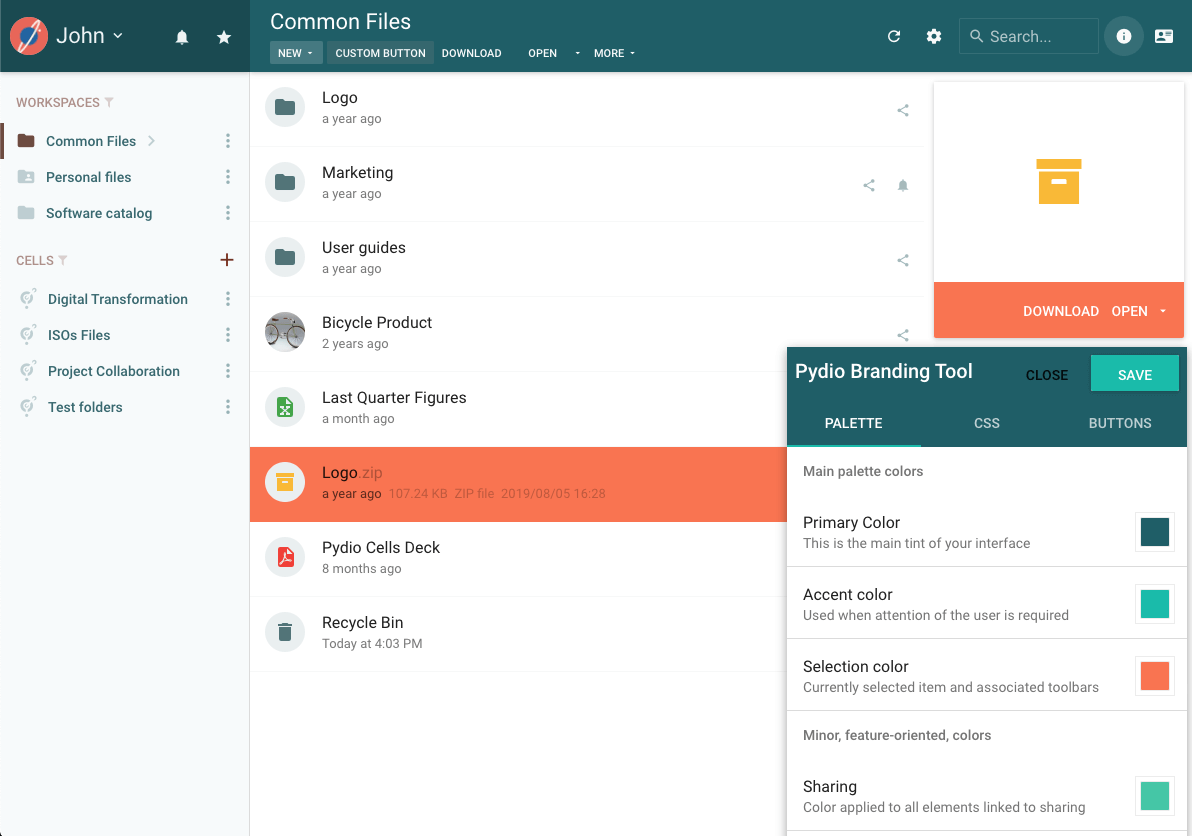 John
Common Files
NEW
CUSTOM BUTTON
DOWNLOAD
OPEN
MORE
Search...
WORKSPACES
Common Files
Personal files
Software catalog
CELLS
Digital Transformation
ISOs Files
Project Collaboration
Test folders
Logo
a year ago
Marketing
a year ago
User guides
a year ago
Bicycle Product
2 years ago
Last Quarter Figures
a month ago
Logo.zip
a year ago 107.24 KB ZIP file 2019/08/05 16:28
Pydio Cells Deck
8 months ago
Recycle Bin
Today at 4:03 PM
DOWNLOAD OPEN
Pydio Branding Tool
CLOSE
SAVE
PALETTE
CSS
BUTTONS
Main palette colors
Primary Color
This is the main tint of your interface
Accent color
Used when attention of the user is required
Selection color
Currently selected item and associated toolbars
Minor, feature-oriented, colors
Sharing
Color applied to all elements linked to sharing